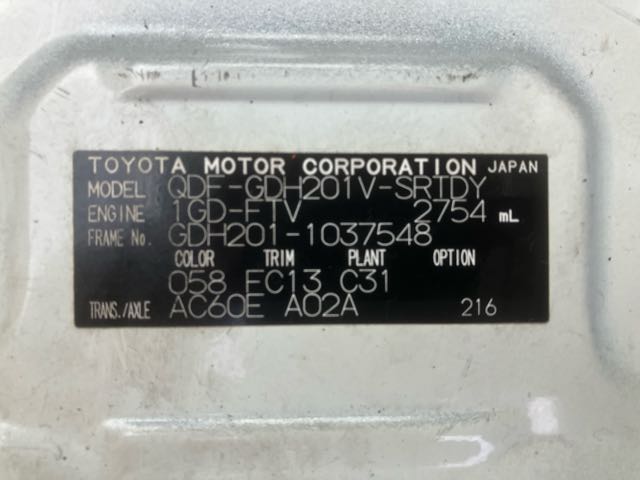 TOYOTA MOTOR CORPORATION JAPAN
MODEL QDF-GDH201V-SRTDY
ENGINE 1GD-FTV 2754 mL
FRAME No. GDH201-1037548
COLOR TRIM PLANT OPTION
058 EC13 C31
TRANS./AXLE AC60E A02A 216